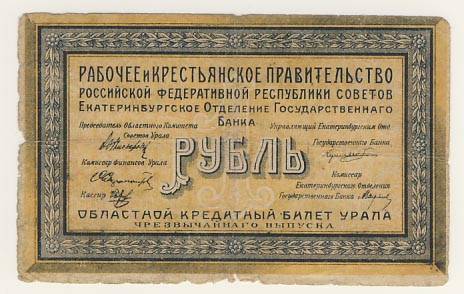 РАБОЧЕЕ и КРЕСТЬЯНСКОЕ ПРАВИТЕЛЬСТВО
РОССИЙСКОЙ ФЕДЕРАТИВНОЙ РЕСПУБЛИКИ СОВЕТОВ
ЕКАТЕРИНБУРГСКОЕ ОТДЕЛЕНИЕ ГОСУДАРСТВЕННАГО
БАНКА
Председатель Областного Комитета
Советов Урала
Управляющий Екатеринбургским Отд.
Государственнаго Банка
Комиссар Финансов Урала
РУБЛЬ
Комиссар
Екатеринбургского Отделения
Государственнаго Банка
Кассир
ОБЛАСТНОЙ КРЕДИТНЫЙ БИЛЕТ УРАЛА
ЧРЕЗВЫЧАЙНАГО ВЫПУСКА